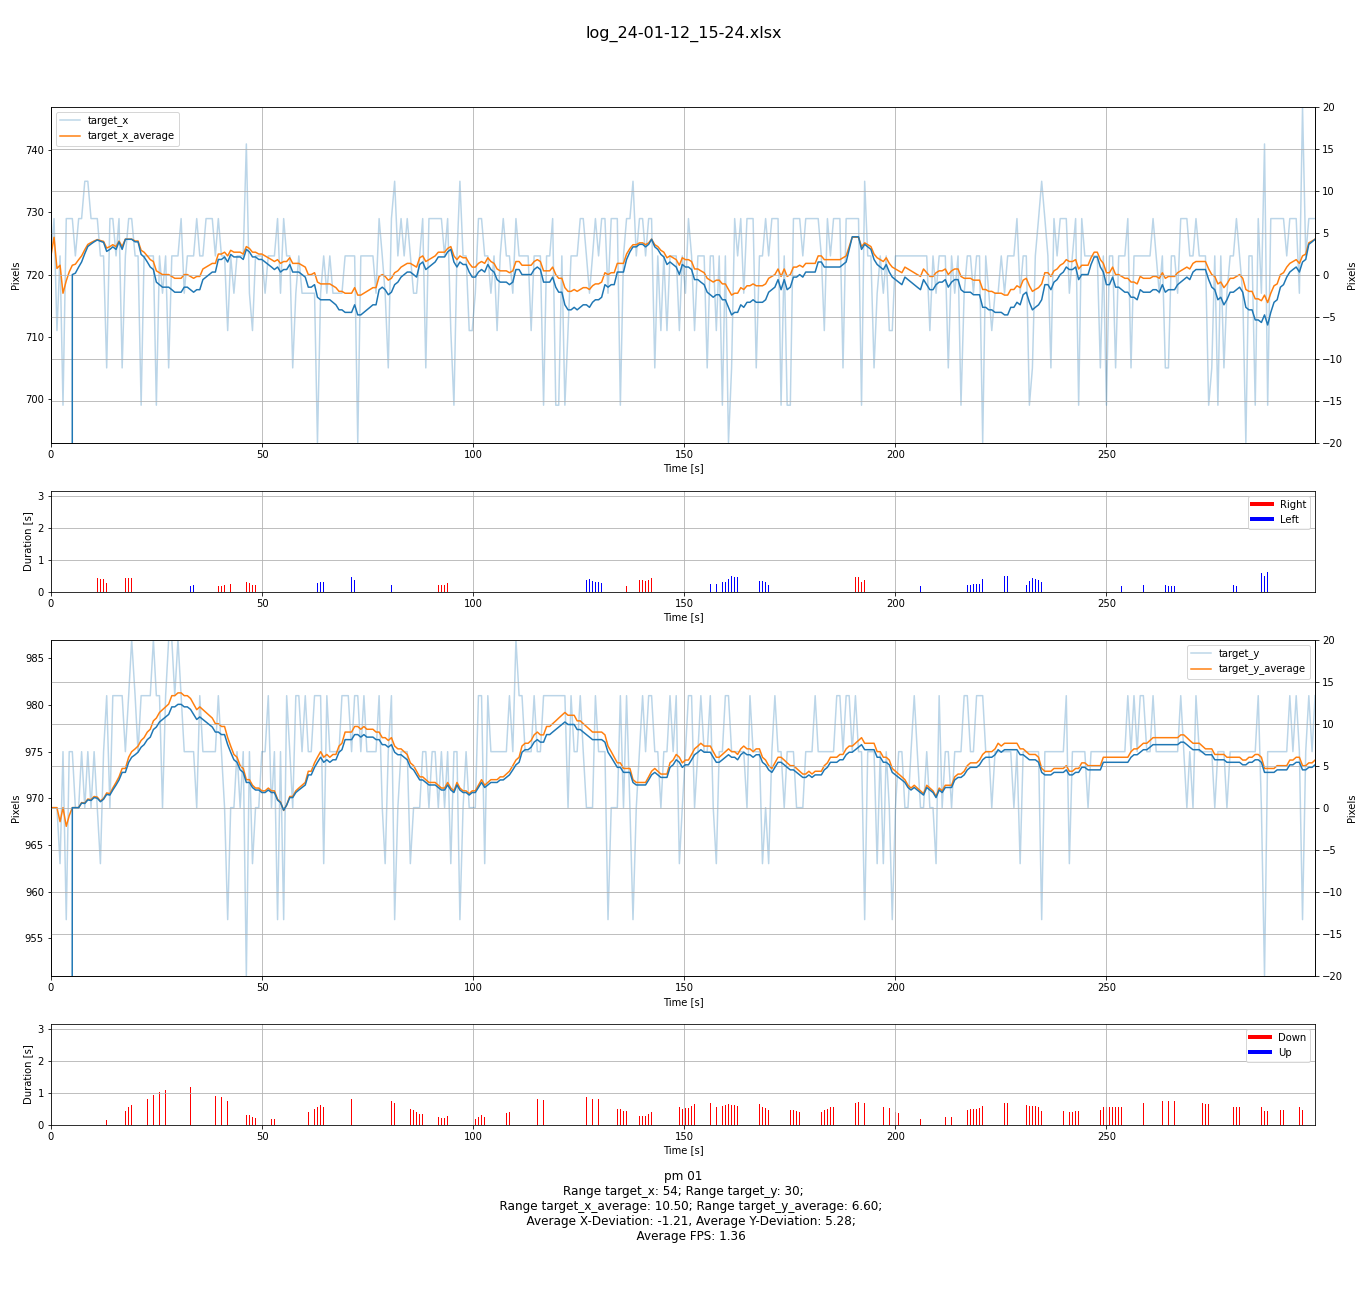 log_24-01-12_15-24.xlsx
target_x
target_x_average
740
730
720
710
700
Pixels
20
15
10
5
0
−5
−10
−15
−20
Pixels
0
50
100
150
200
250
Time [s]
3
2
1
0
Duration [s]
Right
Left
0
50
100
150
200
250
Time [s]
985
980
975
970
965
960
955
Pixels
target_y
target_y_average
20
15
10
5
0
−5
−10
−15
−20
Pixels
0
50
100
150
200
250
Time [s]
3
2
1
0
Duration [s]
Down
Up
0
50
100
150
200
250
Time [s]
pm 01
Range target_x: 54; Range target_y: 30;
Range target_x_average: 10.50; Range target_y_average: 6.60;
Average X-Deviation: -1.21, Average Y-Deviation: 5.28;
Average FPS: 1.36